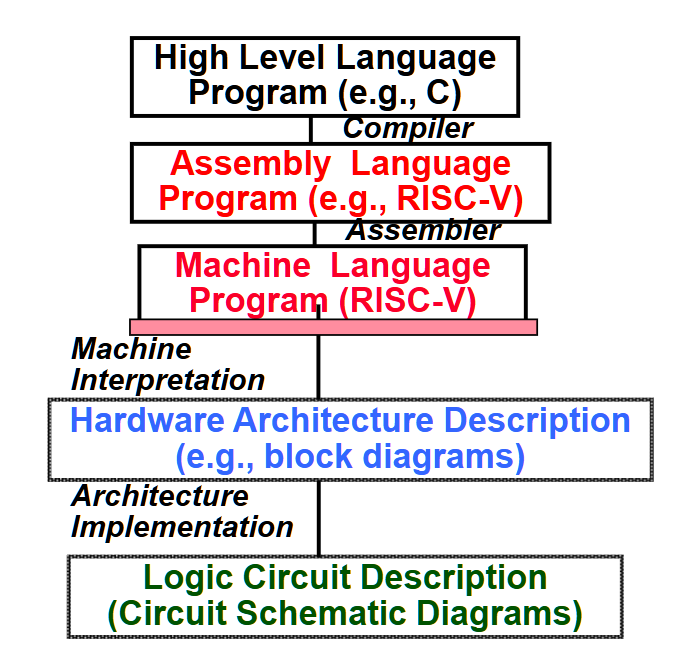 High Level Language
Program (e.g., C)
Compiler
Assembly Language
Program (e.g., RISC-V)
Assembler
Machine Language
Program (RISC-V)
Machine
Interpretation
Hardware Architecture Description
(e.g., block diagrams)
Architecture
Implementation
Logic Circuit Description
(Circuit Schematic Diagrams)